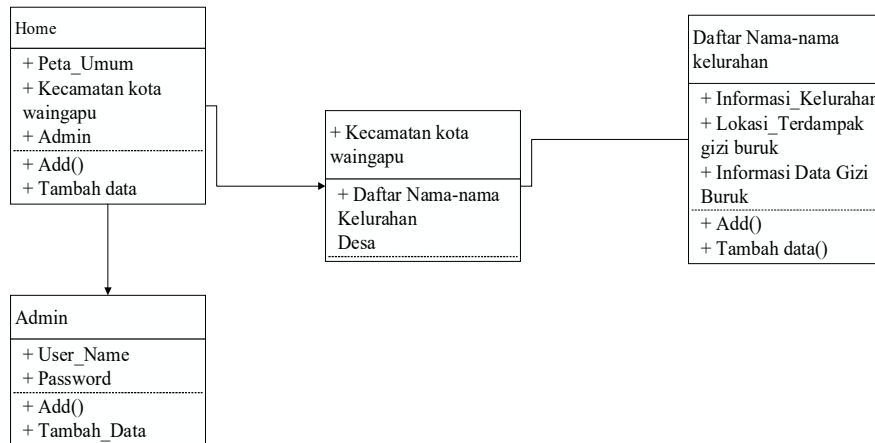 Home
+ Peta_Umum
+ Kecamatan kota
waingapu
+ Admin
+ Add()
+ Tambah data
+ Kecamatan kota
waingapu
+ Daftar Nama-nama
Kelurahan
Desa
Daftar Nama-nama
kelurahan
+ Informasi_Kelurahan
+ Lokasi_Terdampak
gizi buruk
+ Informasi Data Gizi
Buruk
+ Add()
+ Tambah data()
Admin
+ User_Name
+ Password
+ Add()
+ Tambah_Data